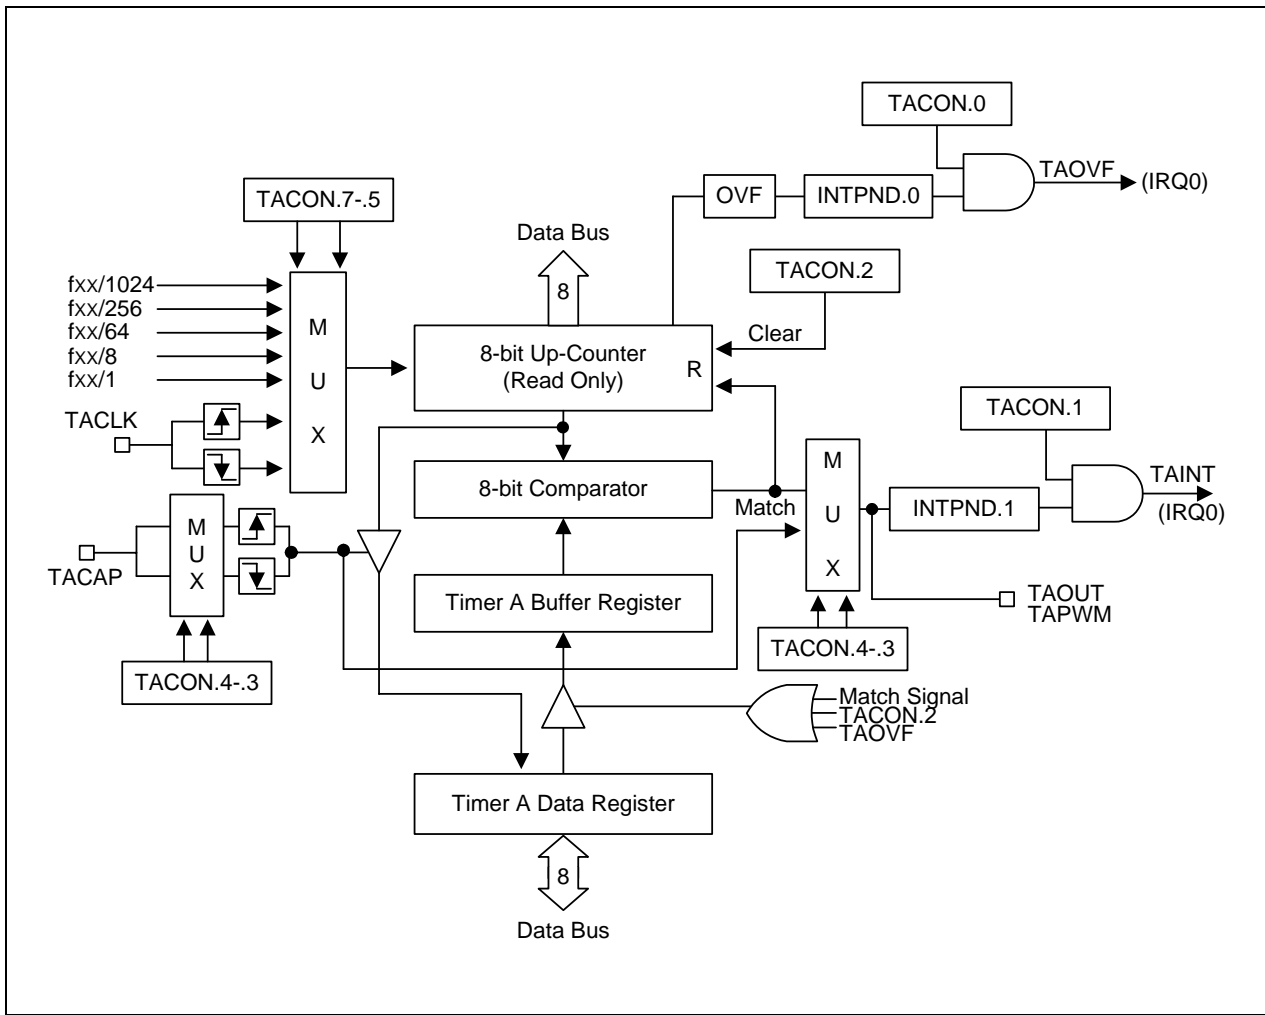 TACON.0
TAOVF
(IRQ0)
TACON.7-.5
OVF
INTPND.0
Data Bus
8
TACON.2
fxx/1024
fxx/256
fxx/64
fxx/8
fxx/1
M
U
X
Clear
8-bit Up-Counter
(Read Only)
R
TACLK
TACON.1
8-bit Comparator
Match
M
U
X
INTPND.1
TAINT
(IRQ0)
M
U
X
TACAP
Timer A Buffer Register
TAOUT
TAPWM
TACON.4-.3
TACON.4-.3
Match Signal
TACON.2
TAOVF
Timer A Data Register
8
Data Bus